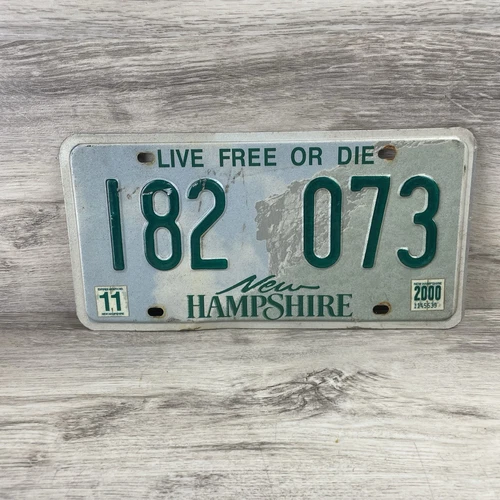 LIVE FREE OR DIE
182 073
New
HAMPSHIRE
11
2000